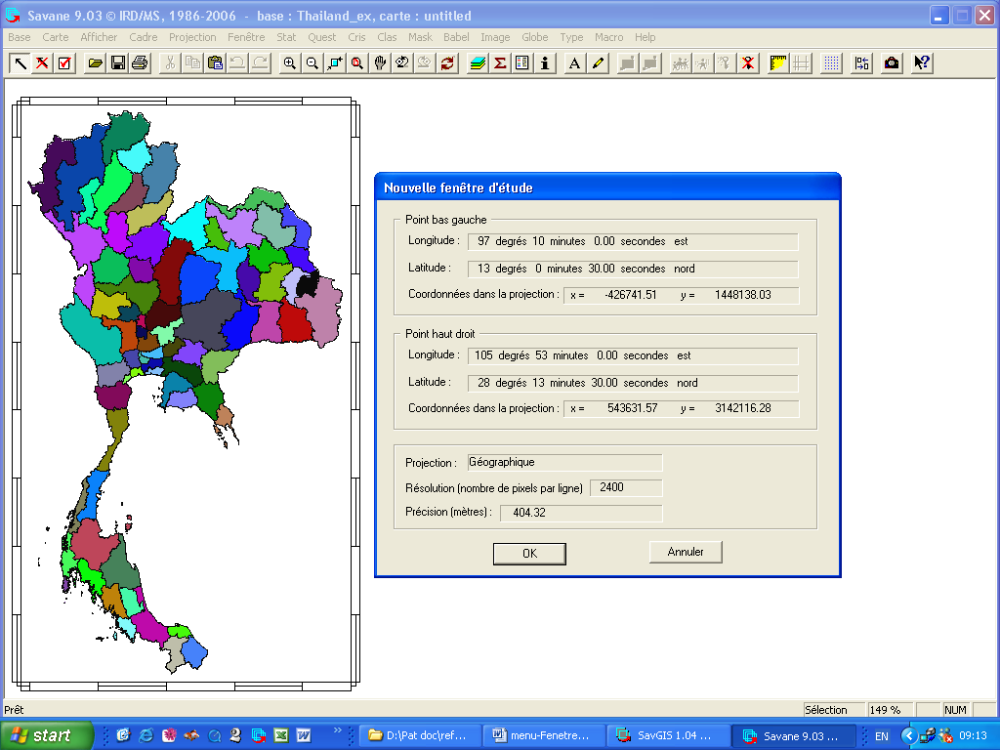 Savane 9.03 © IRD/MS, 1986-2006 - base : Thailand_ex, carte : untitled
Base Carte Afficher Cadre Projection Fenêtre Stat Quest Cris Clas Mask Babel Image Globe Type Macro Help
Nouvelle fenêtre d'étude
Point bas gauche
Longitude : 97 degrés 10 minutes 0.00 secondes est
Latitude : 13 degrés 0 minutes 30.00 secondes nord
Coordonnées dans la projection : x = -426741.51 y = 1448138.03
Point haut droit
Longitude : 105 degrés 53 minutes 0.00 secondes est
Latitude : 28 degrés 13 minutes 30.00 secondes nord
Coordonnées dans la projection : x = 543631.57 y = 3142116.28
Projection : Géographique
Résolution (nombre de pixels par ligne) 2400
Précision (mètres) : 404.32
OK Annuler
Prêt Sélection 149 % NUM
start D:\Pat doc\ref... menu-Fenetre... SavGIS 1.04 ... Savane 9.03 ... EN 09:13